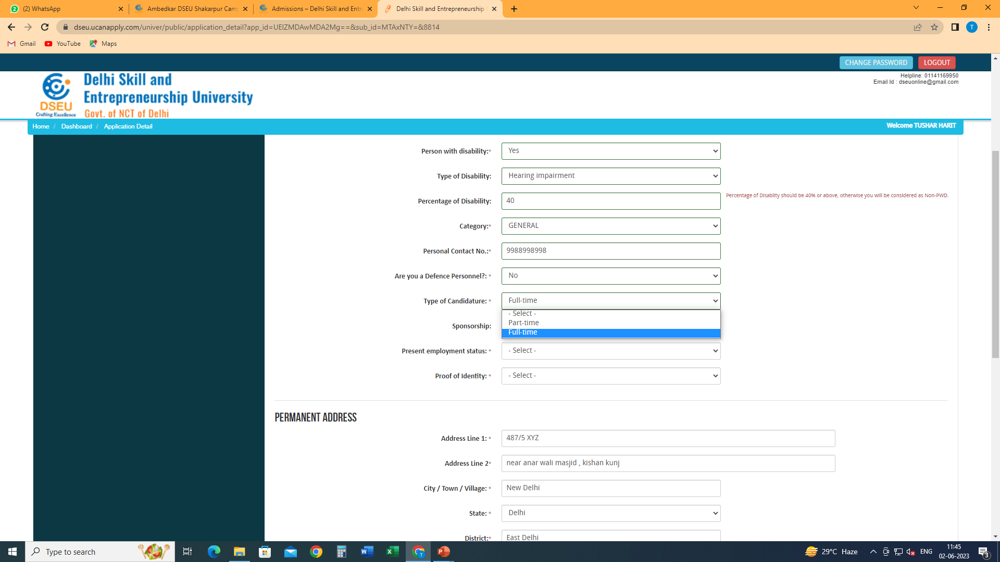 (2) WhatsApp
Ambedkar DSEU Shakarpur Camp
Admissions – Delhi Skill and Entr
Delhi Skill and Entrepreneurship
dseu.ucanapply.com/univer/public/application_detail?app_id=UEIZMDAwMDA2Mg==&sub_id=MTAxNTY=&8814
T
Gmail
YouTube
Maps
CHANGE PASSWORD
LOGOUT
Helpline: 01141169950
Email Id : dseuonline@gmail.com
DSEU
Crafting Excellence
Delhi Skill and
Entrepreneurship University
Govt. of NCT of Delhi
Home / Dashboard / Application Detail
Welcome TUSHAR HARIT
Person with disability:* Yes
Type of Disability: Hearing impairment
Percentage of Disability: 40
Percentage of Disablity should be 40% or above, otherwise you will be considered as Non-PWD.
Category:* GENERAL
Personal Contact No.:* 9988998998
Are you a Defence Personnel?: * No
Type of Candidature: * Full-time
- Select -
Part-time
Full-time
Sponsorship:
Present employment status: * - Select -
Proof of Identity: * - Select -
PERMANENT ADDRESS
Address Line 1: * 487/5 XYZ
Address Line 2* near anar wali masjid , kishan kunj
City / Town / Village: * New Delhi
State: * Delhi
District:* East Delhi
Type to search
29°C Haze
ENG
11:45
02-06-2023
3